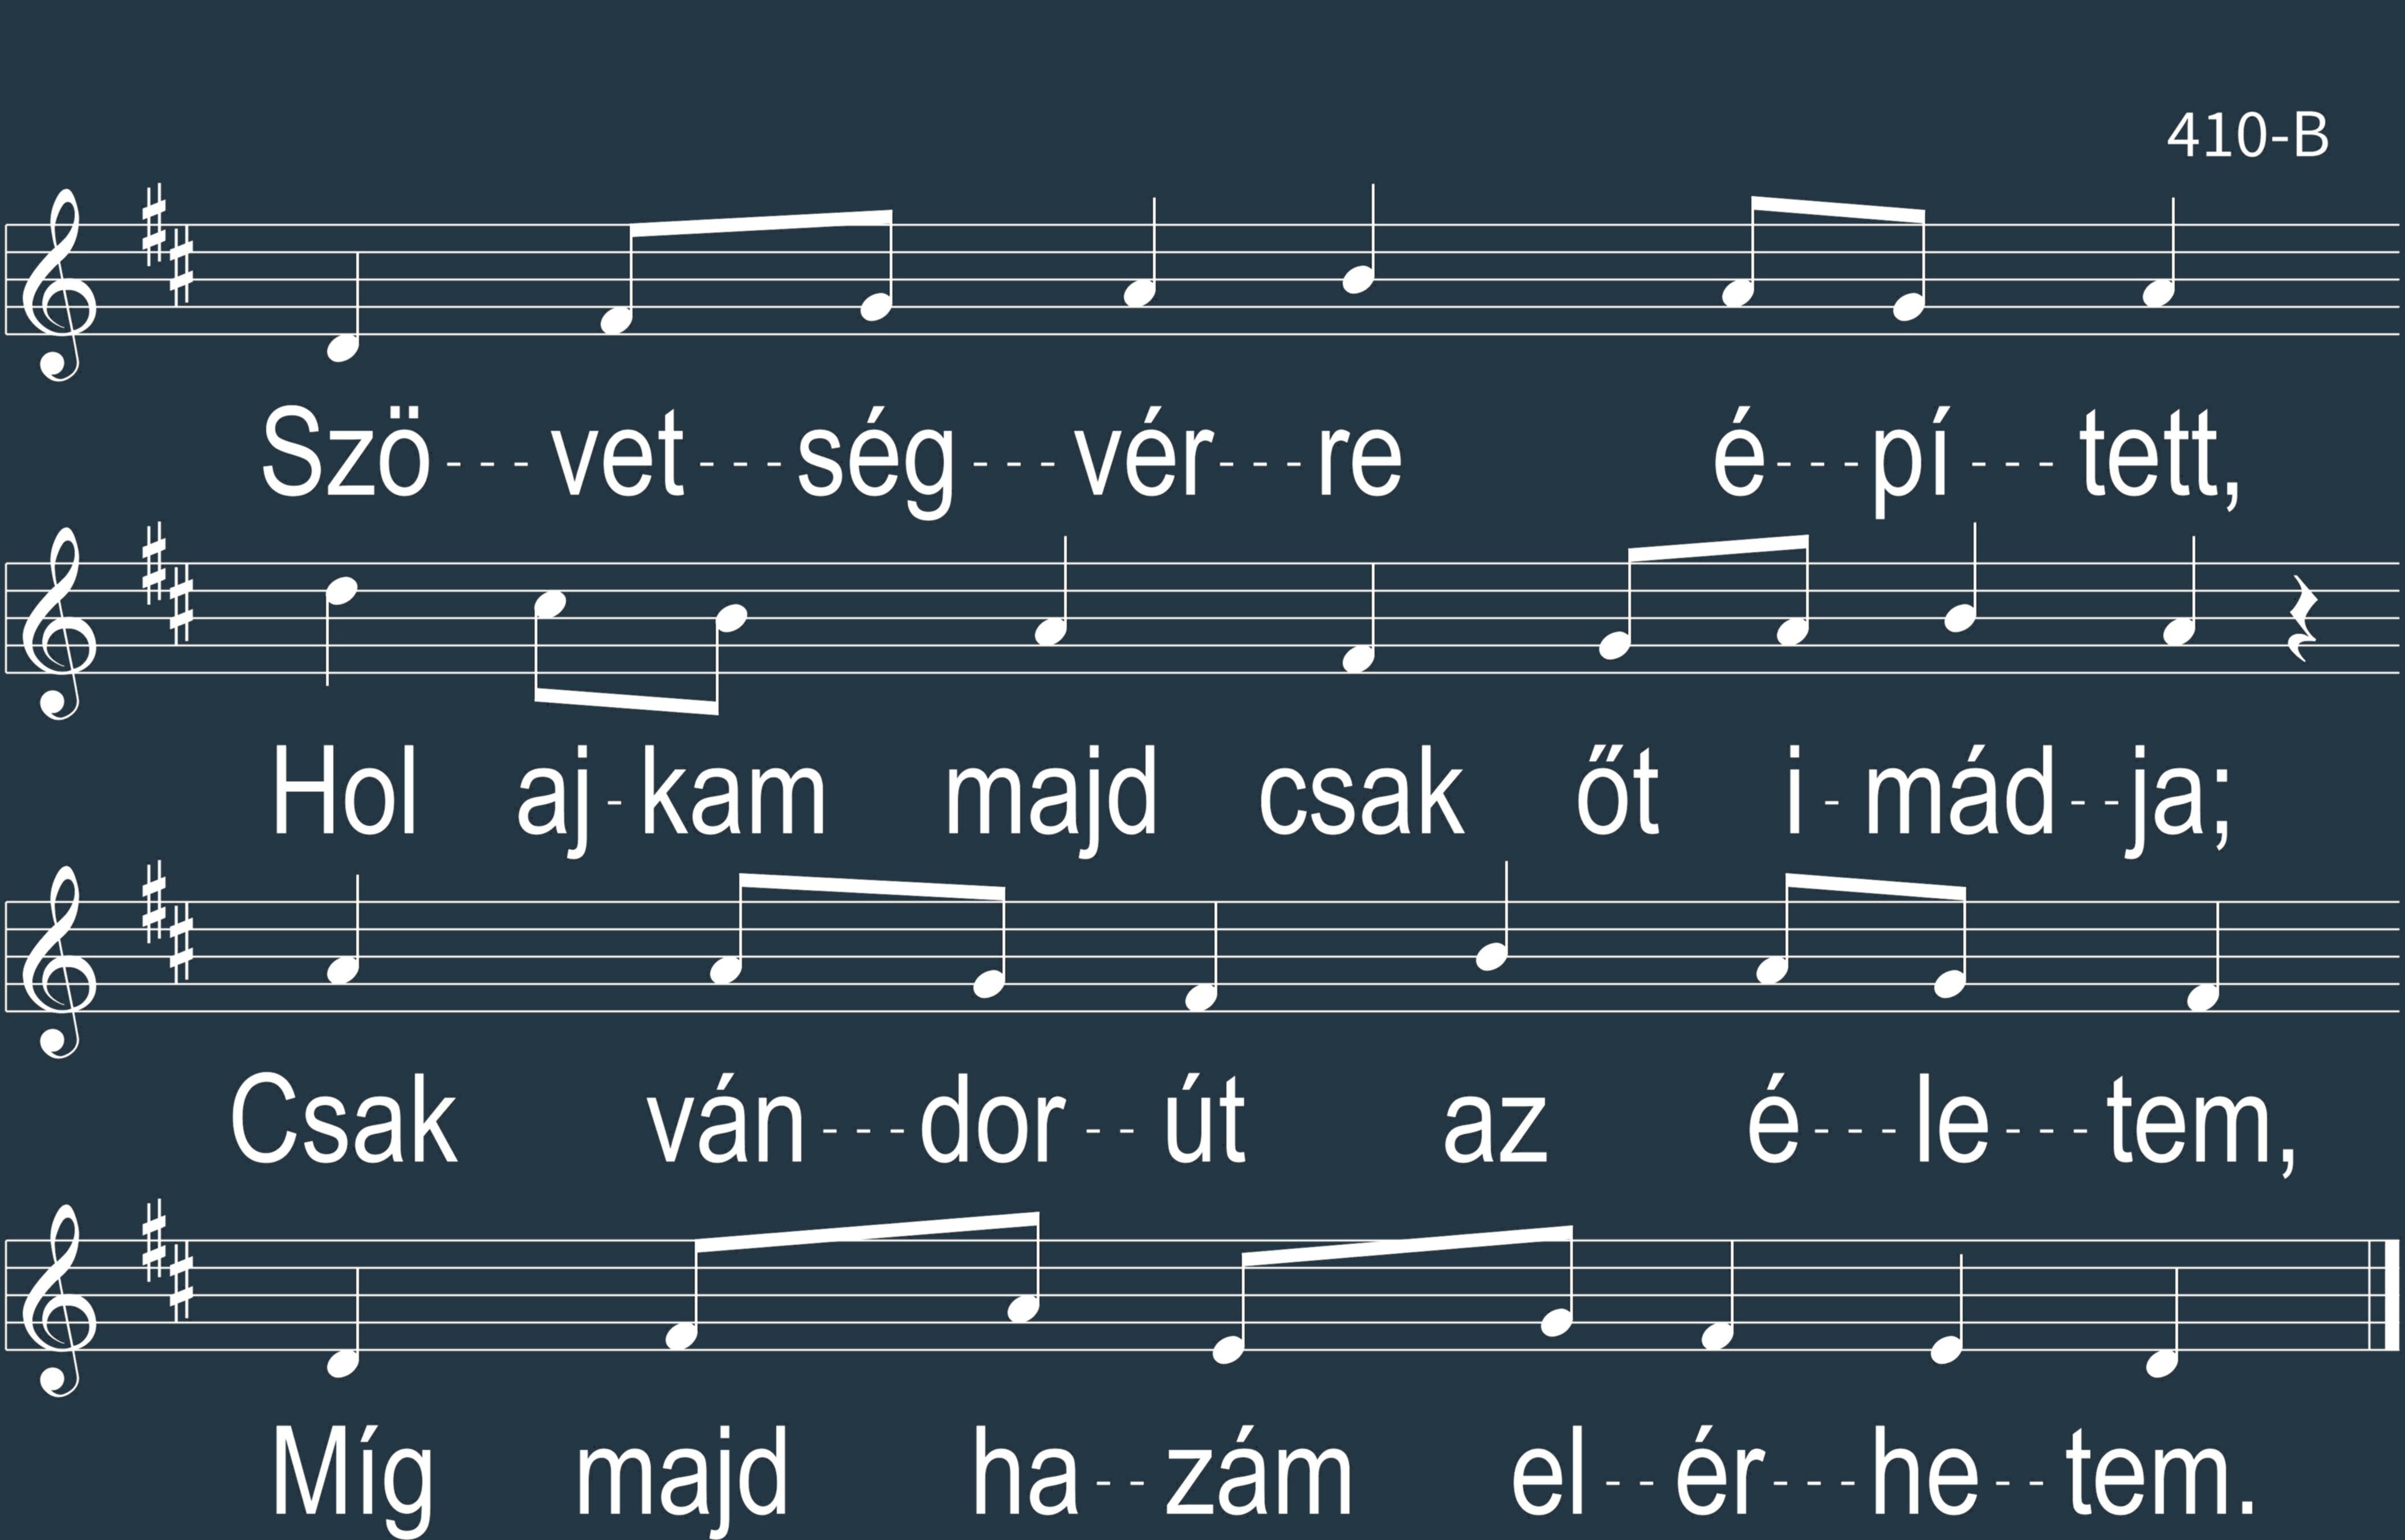 410-B
Szö---vet---ség---vér---re é---pí---tett,
Hol aj-kam majd csak őt i-mád--ja;
Csak ván---dor--út az é---le---tem,
Míg majd ha--zám el--ér---he--tem.